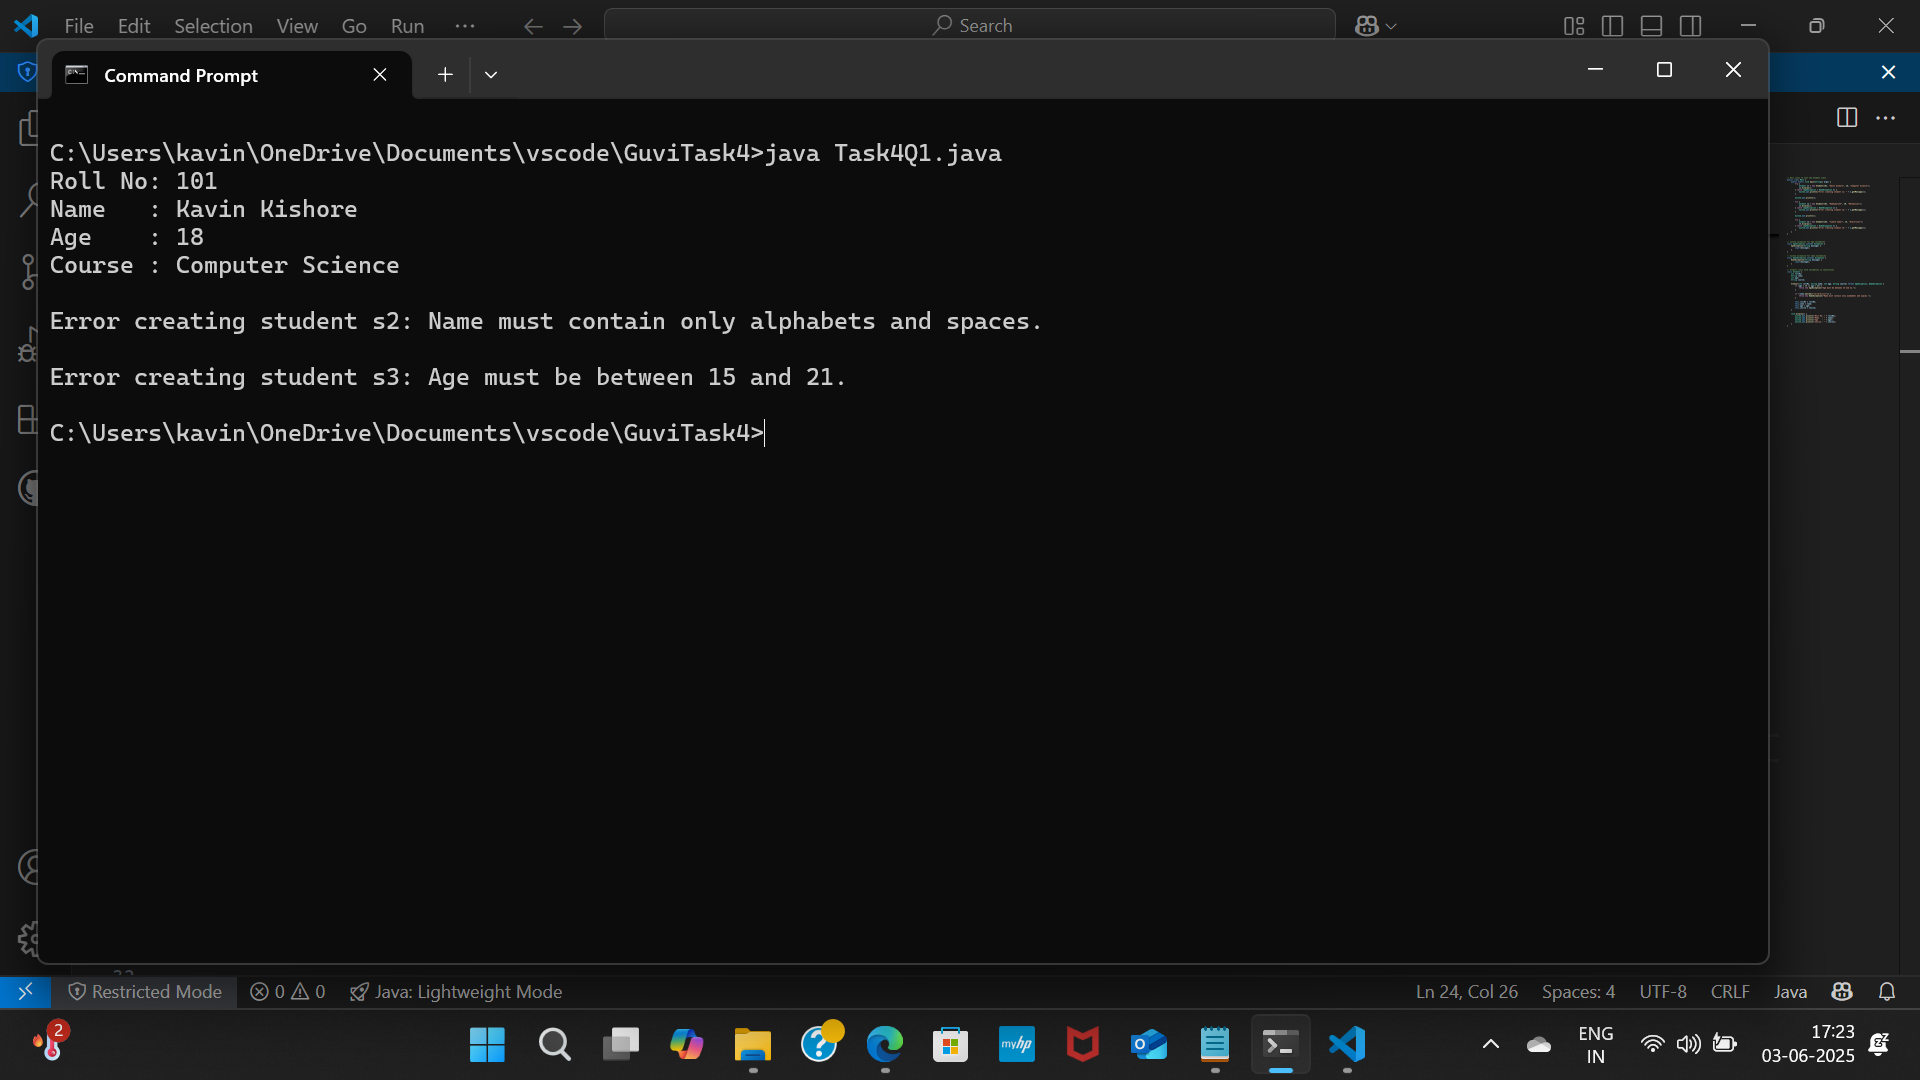 File Edit Selection View Go Run ...
Search
Command Prompt
C:\Users\kavin\OneDrive\Documents\vscode\GuviTask4>java Task4Q1.java
Roll No: 101
Name   : Kavin Kishore
Age    : 18
Course : Computer Science
Error creating student s2: Name must contain only alphabets and spaces.
Error creating student s3: Age must be between 15 and 21.
C:\Users\kavin\OneDrive\Documents\vscode\GuviTask4>
Restricted Mode 0 0 Java: Lightweight Mode Ln 24, Col 26 Spaces: 4 UTF-8 CRLF Java
2
myhp
ENG
IN
17:23
03-06-2025